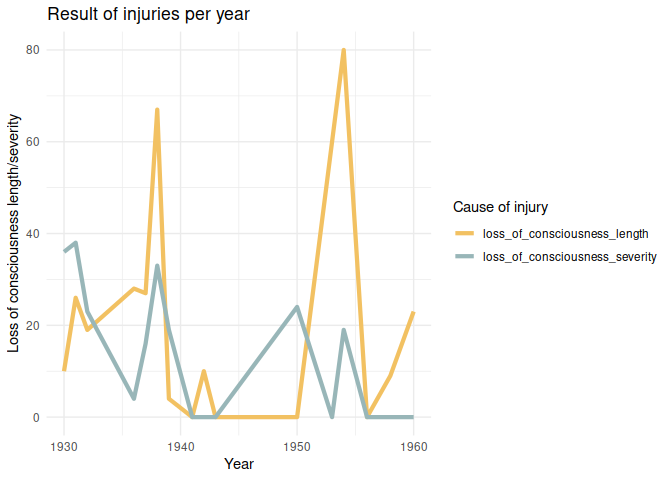 Result of injuries per year
Loss of consciousness length/severity
80
60
40
20
0
1930
1940
1950
1960
Year
Cause of injury
loss_of_consciousness_length
loss_of_consciousness_severity